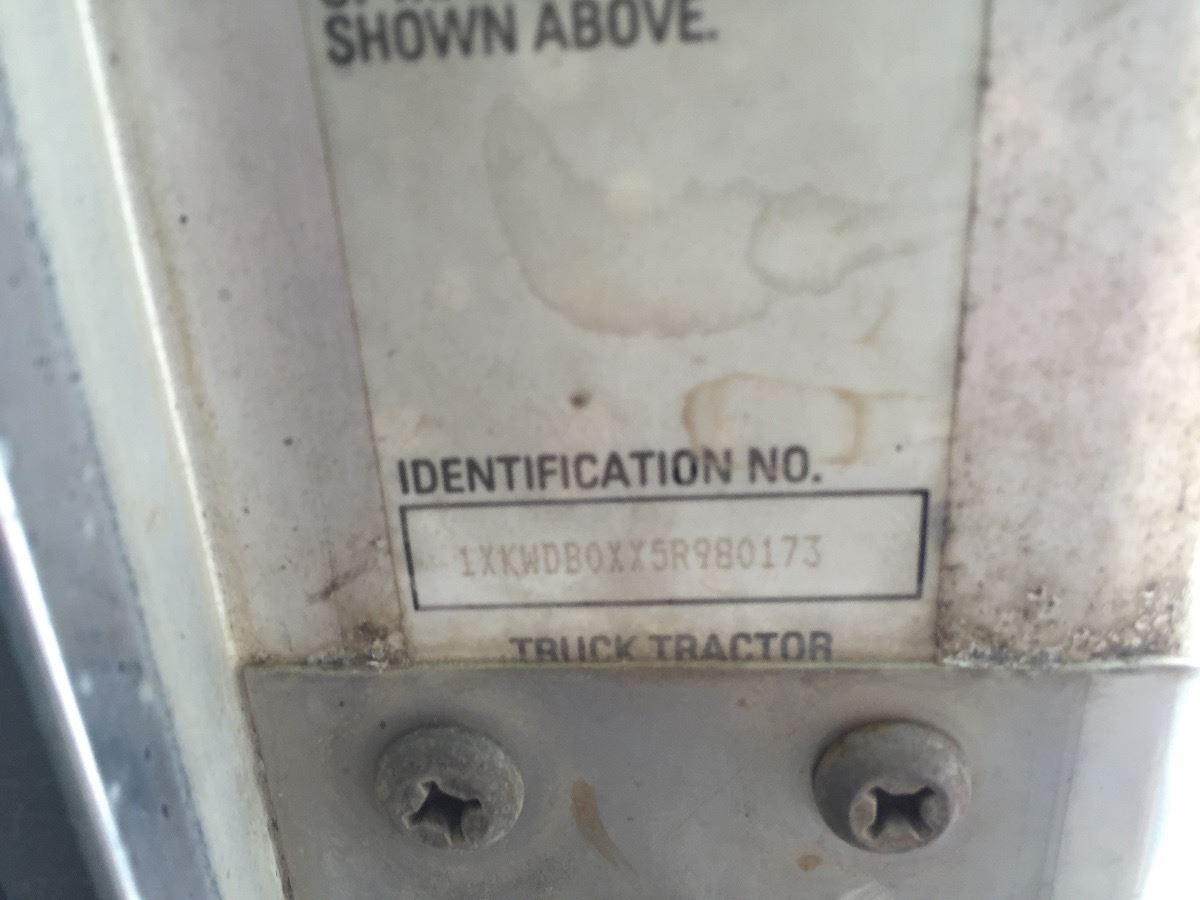 SHOWN ABOVE.
IDENTIFICATION NO.
1XKWDB0XX5R980173
TRUCK TRACTOR